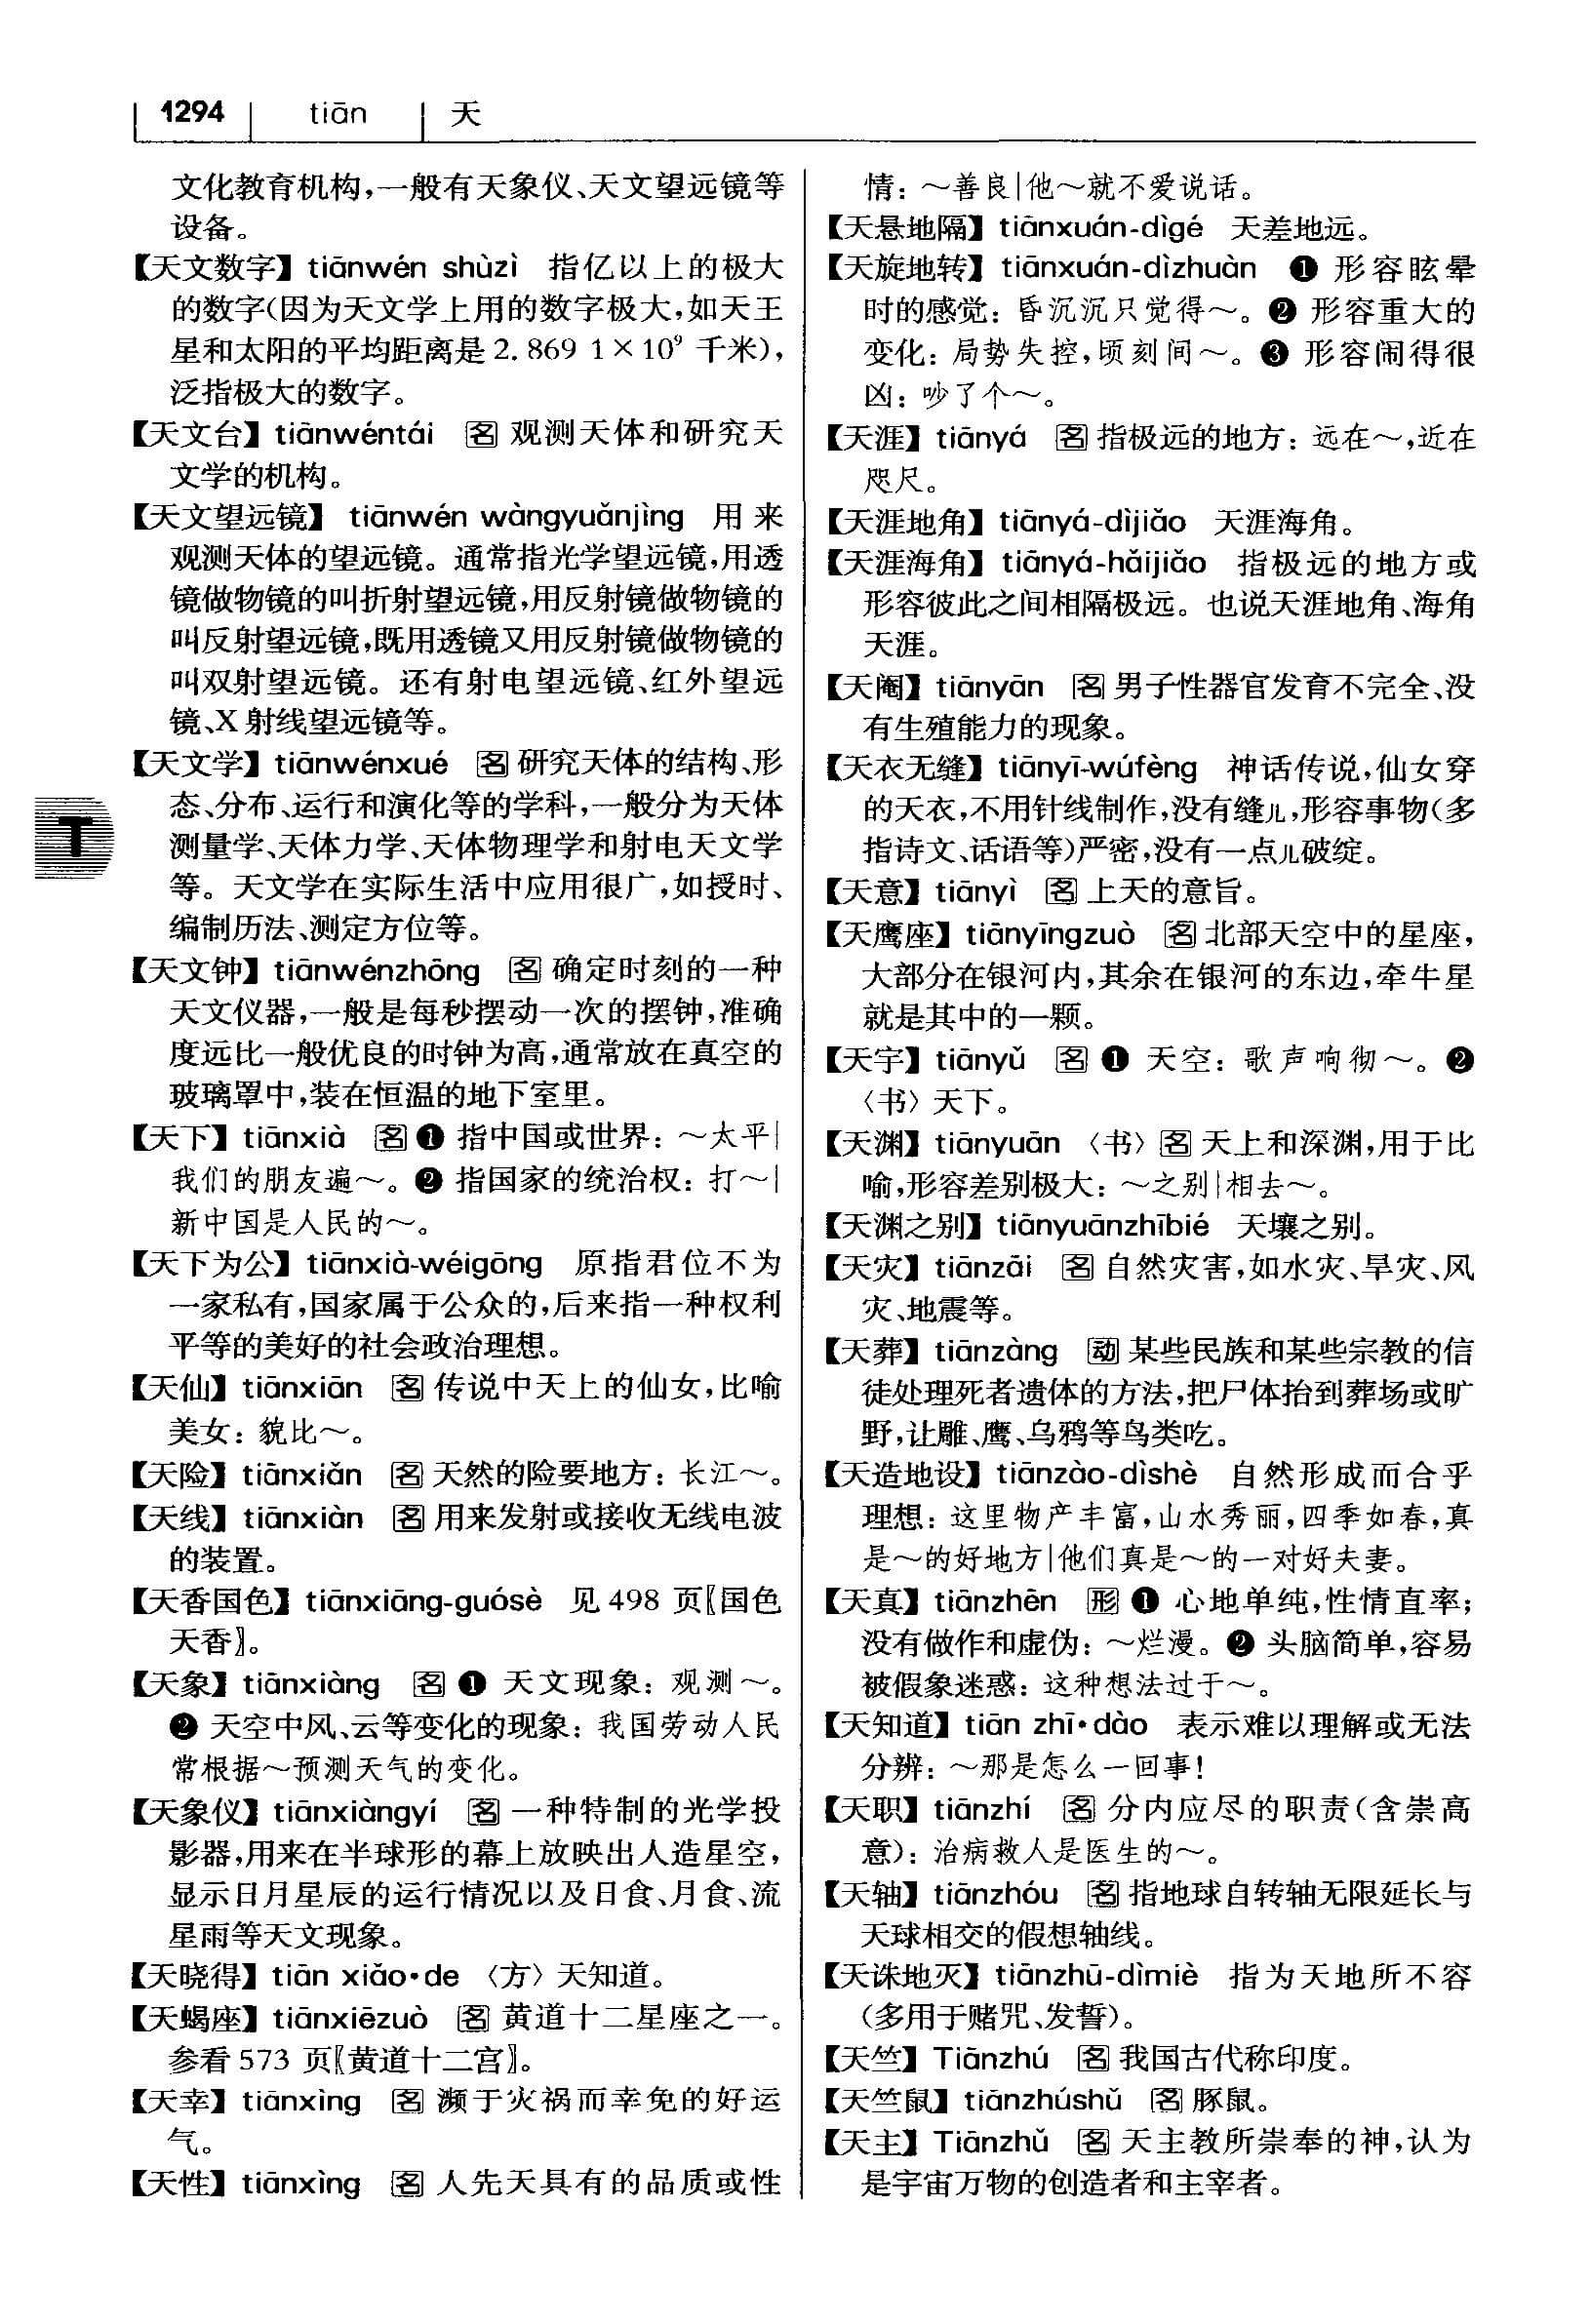 1294 tiān 天
文化教育机构,一般有天象仪、天文望远镜等
设备。
【天文数字】tiānwén shùzì 指亿以上的极大
的数字(因为天文学上用的数字极大,如天王
星和太阳的平均距离是2.869 1×10⁹ 千米),
泛指极大的数字。
【天文台】tiānwéntái 名 观测天体和研究天
文学的机构。
【天文望远镜】 tiānwén wàngyuǎnjìng 用来
观测天体的望远镜。通常指光学望远镜,用透
镜做物镜的叫折射望远镜,用反射镜做物镜的
叫反射望远镜,既用透镜又用反射镜做物镜的
叫双射望远镜。还有射电望远镜、红外望远
镜、X射线望远镜等。
【天文学】tiānwénxué 名 研究天体的结构、形
态、分布、运行和演化等的学科,一般分为天体
测量学、天体力学、天体物理学和射电天文学
等。天文学在实际生活中应用很广,如授时、
编制历法、测定方位等。
【天文钟】tiānwénzhōng 名 确定时刻的一种
天文仪器,一般是每秒摆动一次的摆钟,准确
度远比一般优良的时钟为高,通常放在真空的
玻璃罩中,装在恒温的地下室里。
【天下】tiānxià 名 ❶ 指中国或世界:~太平|
我们的朋友遍~。❷ 指国家的统治权:打~|
新中国是人民的~。
【天下为公】tiānxià-wéigōng 原指君位不为
一家私有,国家属于公众的,后来指一种权利
平等的美好的社会政治理想。
【天仙】tiānxiān 名 传说中天上的仙女,比喻
美女:貌比~。
【天险】tiānxiǎn 名 天然的险要地方:长江~。
【天线】tiānxiàn 名 用来发射或接收无线电波
的装置。
【天香国色】tiānxiāng-guósè 见498 页〖国色
天香〗。
【天象】tiānxiàng 名 ❶ 天文现象:观测~。
❷ 天空中风、云等变化的现象:我国劳动人民
常根据~预测天气的变化。
【天象仪】tiānxiàngyí 名 一种特制的光学投
影器,用来在半球形的幕上放映出人造星空,
显示日月星辰的运行情况以及日食、月食、流
星雨等天文现象。
【天晓得】tiān xiǎo·de 〈方〉天知道。
【天蝎座】tiānxiēzuò 名 黄道十二星座之一。
参看573 页〖黄道十二宫〗。
【天幸】tiānxìng 名 濒于灾祸而幸免的好运
气。
【天性】tiānxìng 名 人先天具有的品质或性
情:~善良|他~就不爱说话。
【天悬地隔】tiānxuán-dìgé 天差地远。
【天旋地转】tiānxuán-dìzhuàn ❶ 形容眩晕
时的感觉:昏沉沉只觉得~。❷ 形容重大的
变化:局势失控,顷刻间~。❸ 形容闹得很
凶:吵了个~。
【天涯】tiānyá 名 指极远的地方:远在~,近在
咫尺。
【天涯地角】tiānyá-dìjiǎo 天涯海角。
【天涯海角】tiānyá-hǎijiǎo 指极远的地方或
形容彼此之间相隔极远。也说天涯地角、海角
天涯。
【天阉】tiānyān 名 男子性器官发育不完全、没
有生殖能力的现象。
【天衣无缝】tiānyī-wúfèng 神话传说,仙女穿
的天衣,不用针线制作,没有缝儿,形容事物(多
指诗文、话语等)严密,没有一点儿破绽。
【天意】tiānyì 名 上天的意旨。
【天鹰座】tiānyīngzuò 名 北部天空中的星座,
大部分在银河内,其余在银河的东边,牵牛星
就是其中的一颗。
【天宇】tiānyǔ 名 ❶ 天空:歌声响彻~。❷
〈书〉天下。
【天渊】tiānyuān 〈书〉名 天上和深渊,用于比
喻,形容差别极大:~之别|相去~。
【天渊之别】tiānyuānzhībié 天壤之别。
【天灾】tiānzāi 名 自然灾害,如水灾、旱灾、风
灾、地震等。
【天葬】tiānzàng 动 某些民族和某些宗教的信
徒处理死者遗体的方法,把尸体抬到葬场或旷
野,让雕、鹰、乌鸦等鸟类吃。
【天造地设】tiānzào-dìshè 自然形成而合乎
理想:这里物产丰富,山水秀丽,四季如春,真
是~的好地方|他们真是~的一对好夫妻。
【天真】tiānzhēn 形 ❶ 心地单纯,性情直率;
没有做作和虚伪:~烂漫。❷ 头脑简单,容易
被假象迷惑:这种想法过于~。
【天知道】tiān zhī·dào 表示难以理解或无法
分辨:~那是怎么一回事!
【天职】tiānzhí 名 分内应尽的职责(含崇高
意):治病救人是医生的~。
【天轴】tiānzhóu 名 指地球自转轴无限延长与
天球相交的假想轴线。
【天诛地灭】tiānzhū-dìmiè 指为天地所不容
(多用于赌咒、发誓)。
【天竺】Tiānzhú 名 我国古代称印度。
【天竺鼠】tiānzhúshǔ 名 豚鼠。
【天主】Tiānzhǔ 名 天主教所崇奉的神,认为
是宇宙万物的创造者和主宰者。
T